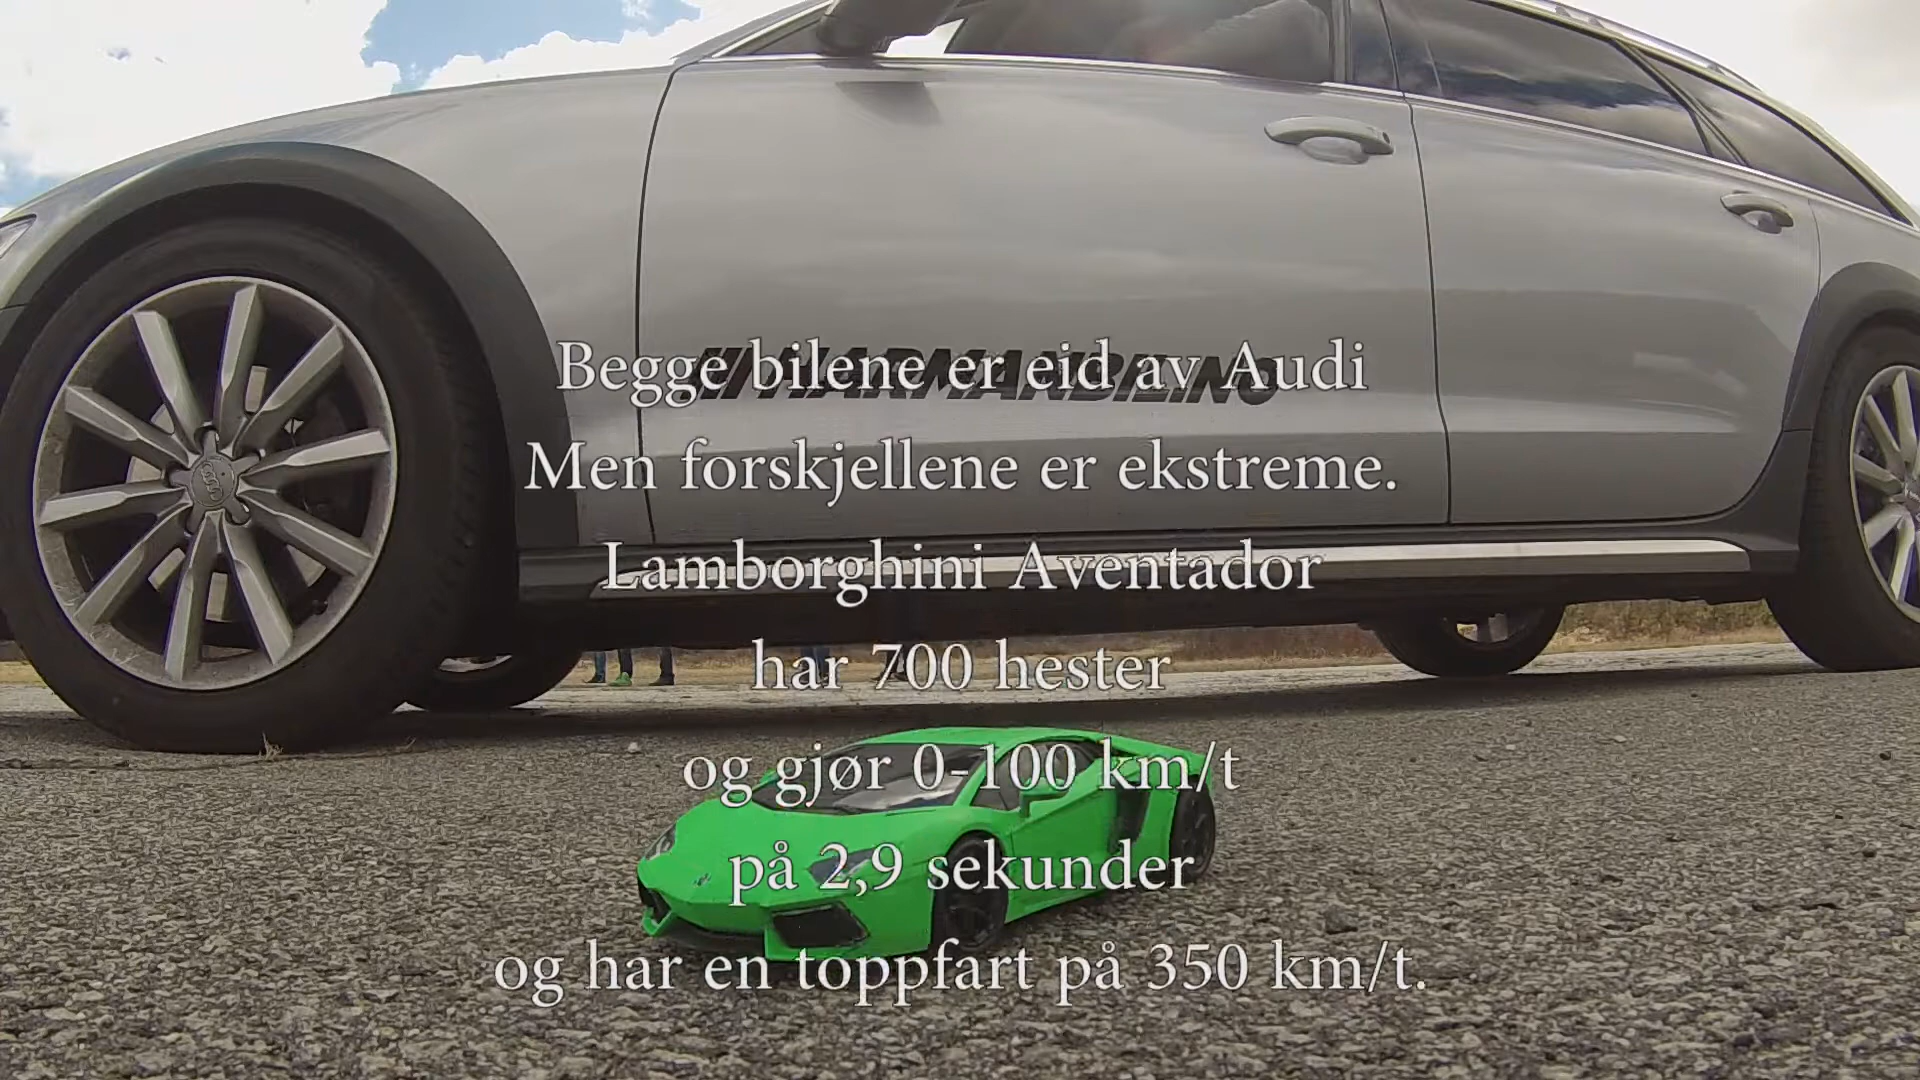 Begge bilene er eid av Audi
Men forskjellene er ekstreme.
Lamborghini Aventador
har 700 hester
og gjør 0-100 km/t
på 2,9 sekunder
og har en toppfart på 350 km/t.